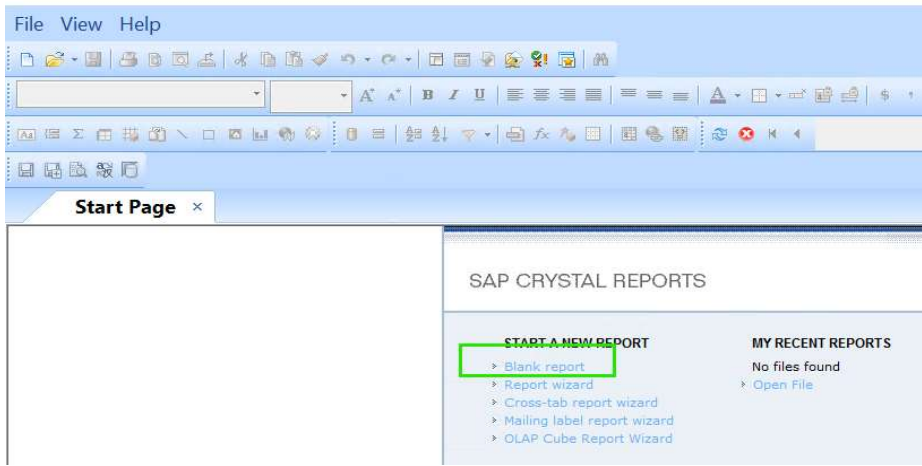 File View Help
B I U
$
Start Page ×
SAP CRYSTAL REPORTS
START A NEW REPORT
Blank report
Report wizard
Cross-tab report wizard
Mailing label report wizard
OLAP Cube Report Wizard
MY RECENT REPORTS
No files found
Open File